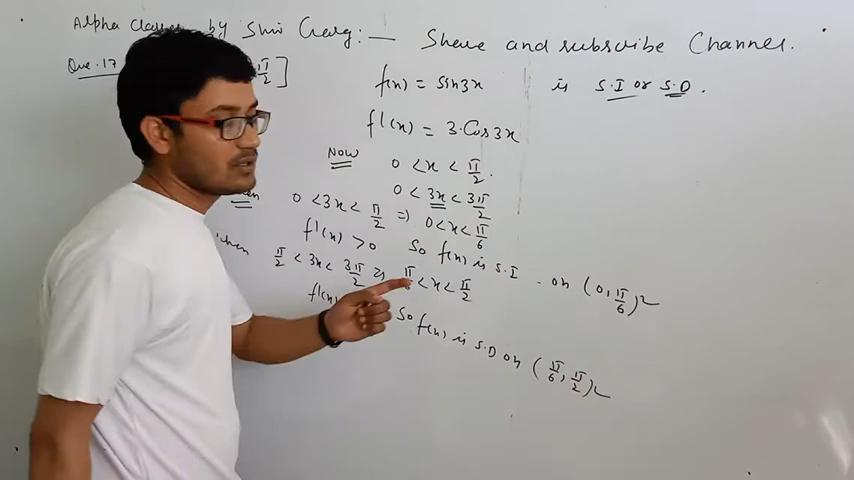 Alpha Classes by Shiv Garg:— Share and subscribe Channel.
Que.17 π/2]
f(x) = sin3x is S.I or S.D.
f'(x) = 3.Cos3x
Now 0 < x < π/2.
0 < 3x < 3π/2
0 < 3x < π/2 ⇒ 0 < x < π/6
f'(x) > 0 So f(x) is S.I - on (0, π/6)
when π/2 < 3x < 3π/2 ⇒ π/6 < x < π/2
f'(x) So f(x) is S.D on (π/6, π/2)